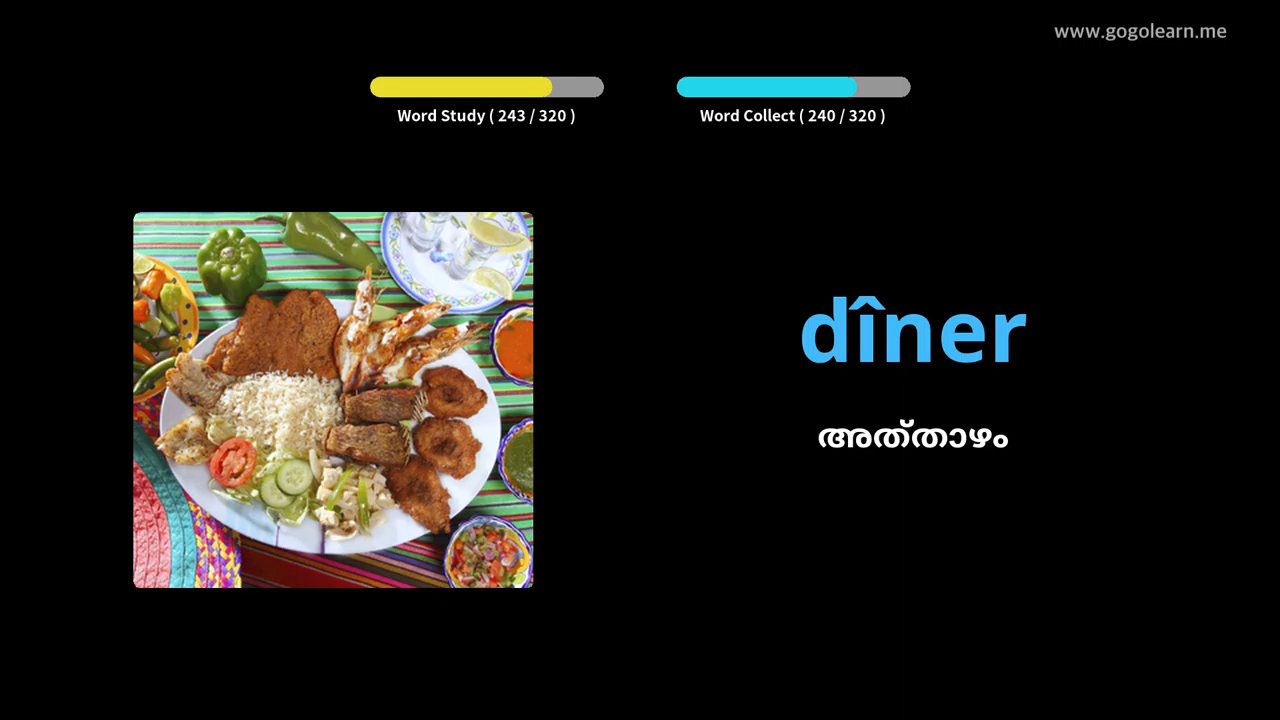 www.gogolearn.me
Word Study ( 243 / 320 )
Word Collect ( 240 / 320 )
dîner
അത്താഴം